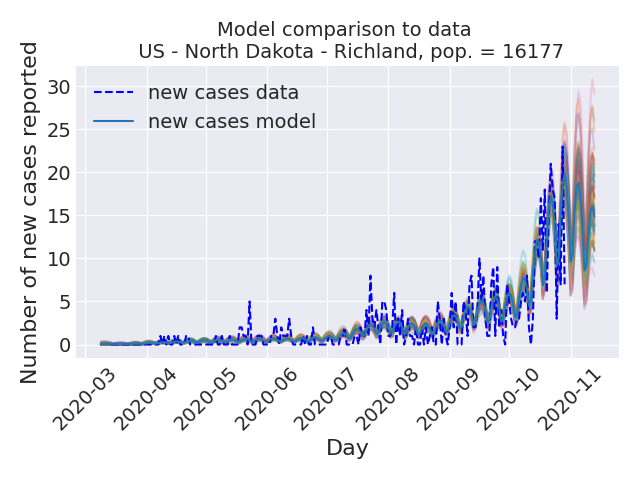 Model comparison to data
US - North Dakota - Richland, pop. = 16177
Number of new cases reported
30
25
20
15
10
5
0
new cases data
new cases model
2020-03
2020-04
2020-05
2020-06
2020-07
2020-08
2020-09
2020-10
2020-11
Day